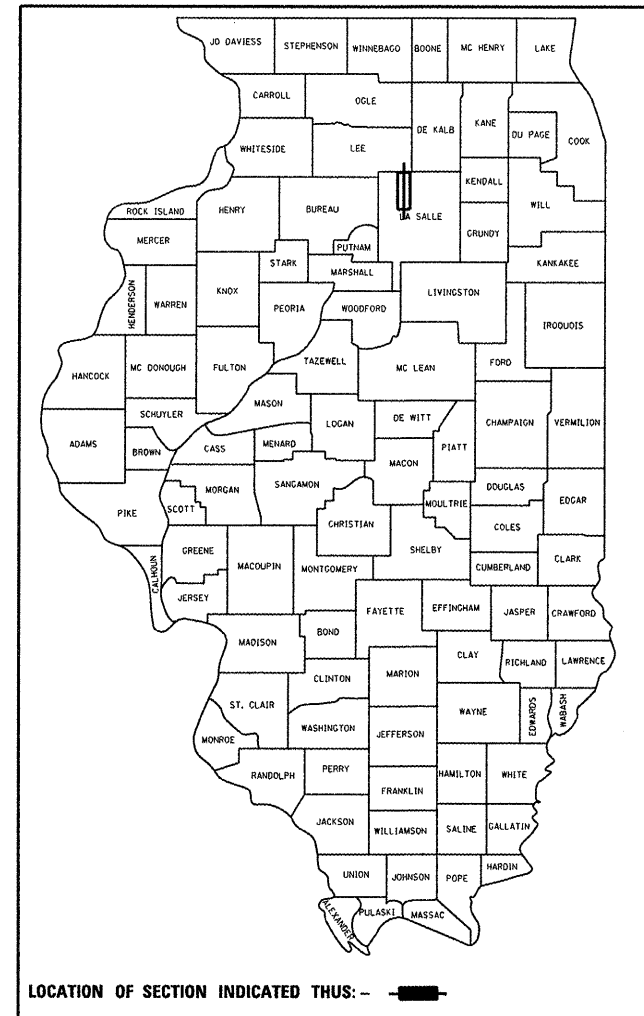 JO DAVIESS STEPHENSON WINNEBAGO BOONE MC HENRY LAKE
CARROLL OGLE DE KALB KANE DU PAGE COOK
WHITESIDE LEE KENDALL WILL
ROCK ISLAND HENRY BUREAU LA SALLE GRUNDY
MERCER PUTNAM KANKAKEE
HENDERSON WARREN KNOX STARK MARSHALL LIVINGSTON
PEORIA WOODFORD IROQUOIS
HANCOCK MC DONOUGH FULTON TAZEWELL MC LEAN FORD
SCHUYLER MASON LOGAN DE WITT CHAMPAIGN VERMILION
ADAMS BROWN CASS MENARD MACON PIATT
PIKE SCOTT MORGAN SANGAMON CHRISTIAN MOULTRIE DOUGLAS EDGAR
COLES
CALHOUN GREENE MACOUPIN MONTGOMERY SHELBY CUMBERLAND CLARK
JERSEY FAYETTE EFFINGHAM JASPER CRAWFORD
MADISON BOND CLAY RICHLAND LAWRENCE
CLINTON MARION
ST. CLAIR WAYNE EDWARDS WABASH
MONROE WASHINGTON JEFFERSON
RANDOLPH PERRY HAMILTON WHITE
FRANKLIN
JACKSON WILLIAMSON SALINE GALLATIN
UNION JOHNSON POPE HARDIN
ALEXANDER PULASKI MASSAC
LOCATION OF SECTION INDICATED THUS: -